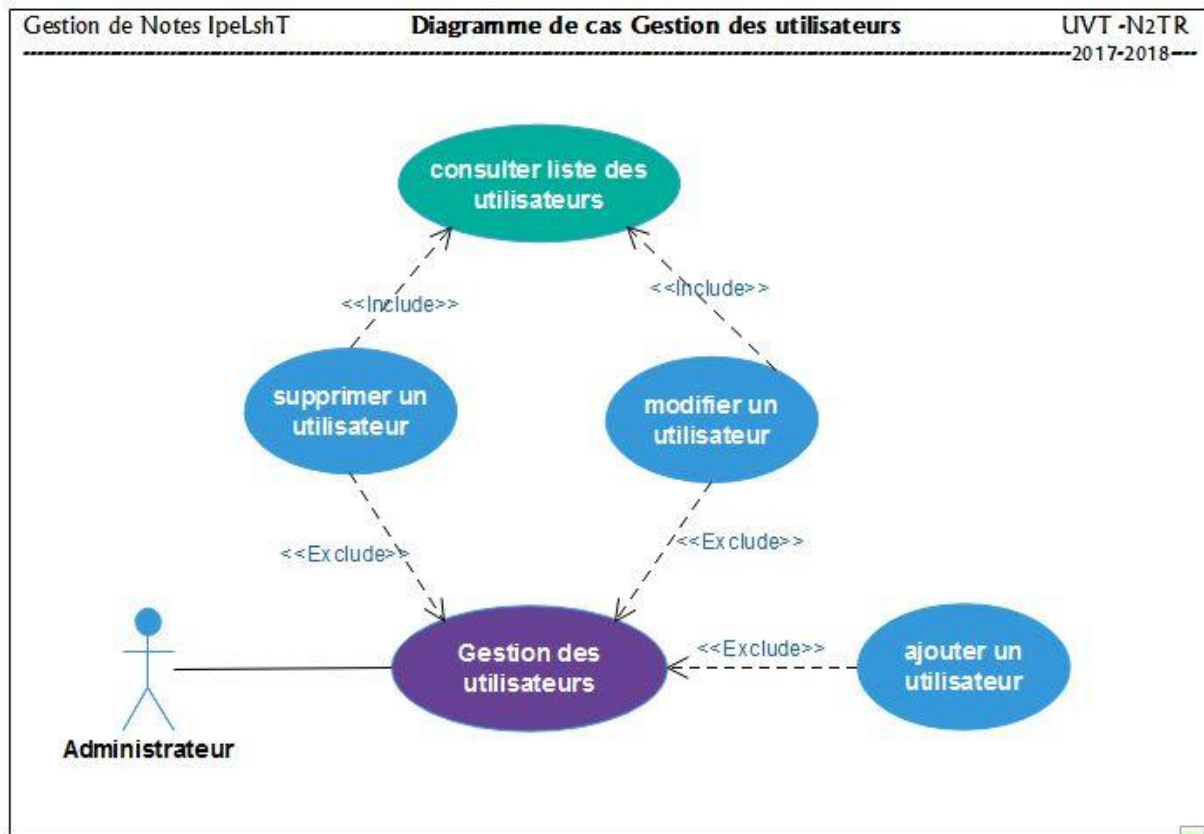 Gestion de Notes IpeLshT
Diagramme de cas Gestion des utilisateurs
UVT -N2TR
2017-2018
consulter liste des
utilisateurs
<<Include>>
<<Include>>
supprimer un
utilisateur
modifier un
utilisateur
<<Exclude>>
<<Exclude>>
Gestion des
utilisateurs
<<Exclude>>
ajouter un
utilisateur
Administrateur